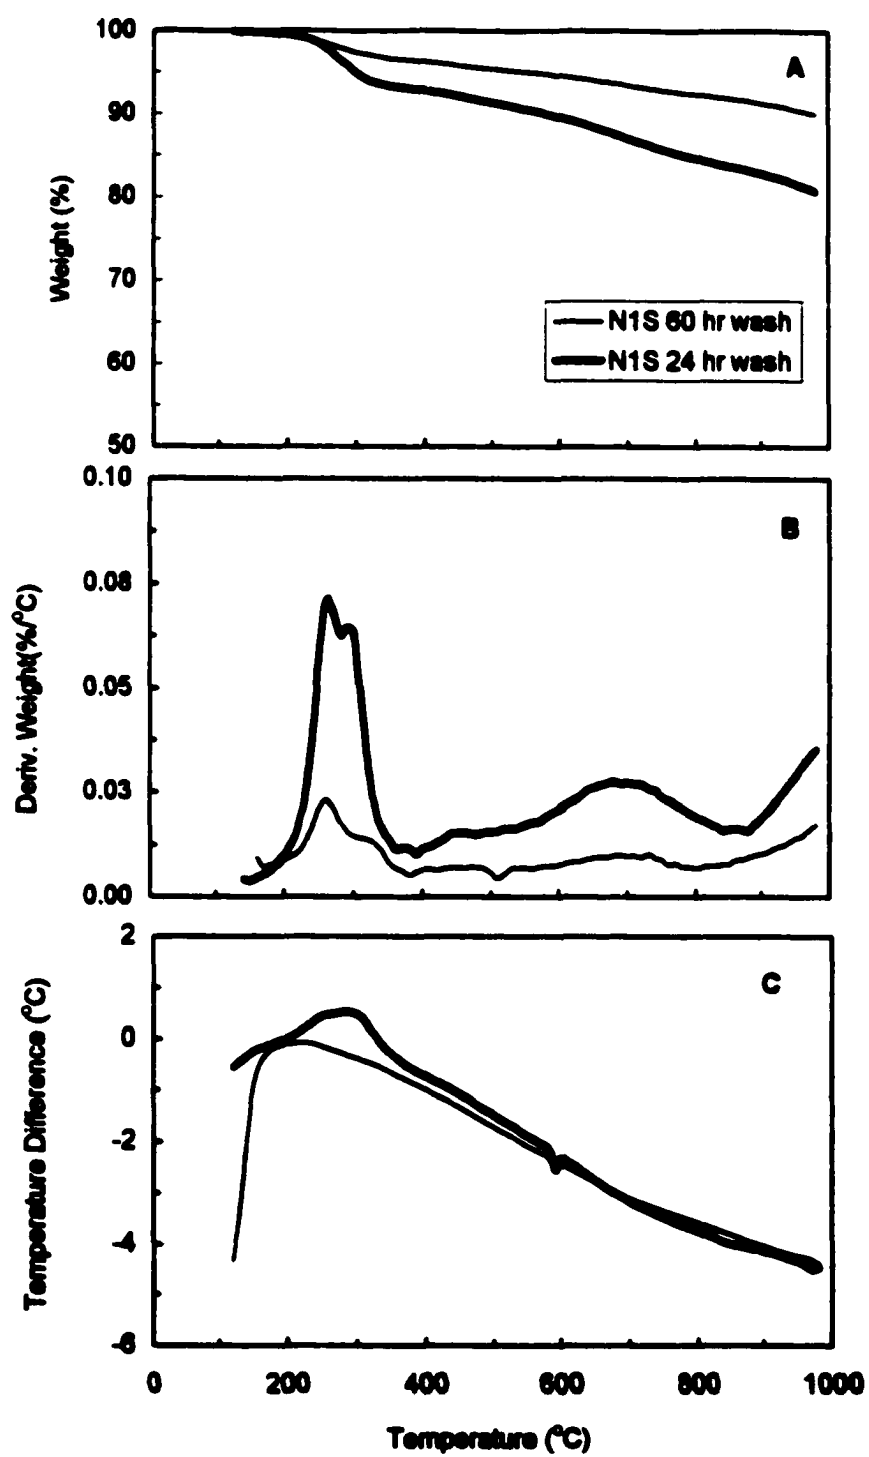 100
90
80
70
60
50
Weight (%)
A
N1S 60 hr wash
N1S 24 hr wash
0.10
0.08
0.05
0.03
0.00
Deriv. Weight(%/°C)
B
2
0
-2
-4
-6
Temperature Difference (°C)
C
0 200 400 600 800 1000
Temperature (°C)